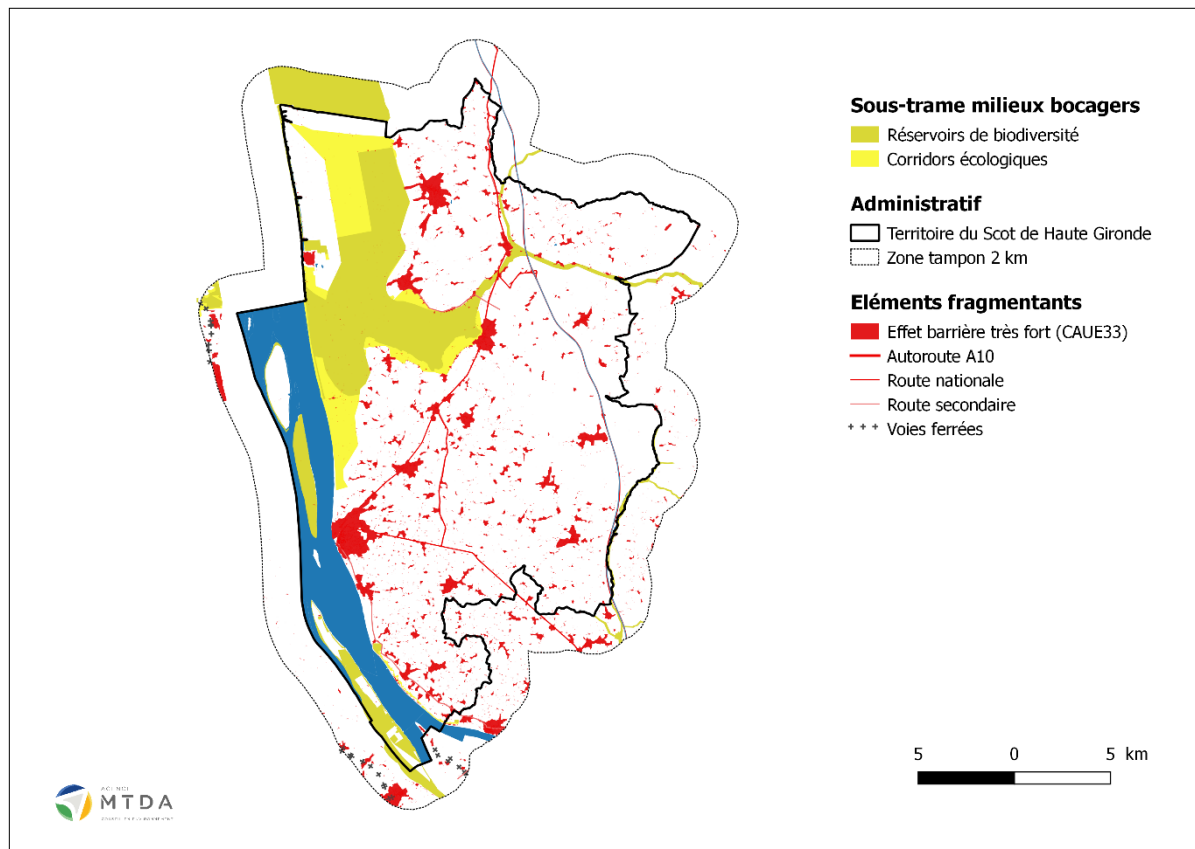 Sous-trame milieux bocagers
Réservoirs de biodiversité
Corridors écologiques
Administratif
Territoire du Scot de Haute Gironde
Zone tampon 2 km
Eléments fragmentants
Effet barrière très fort (CAUE33)
Autoroute A10
Route nationale
Route secondaire
Voies ferrées
5 0 5 km
AGENCE
MTDA